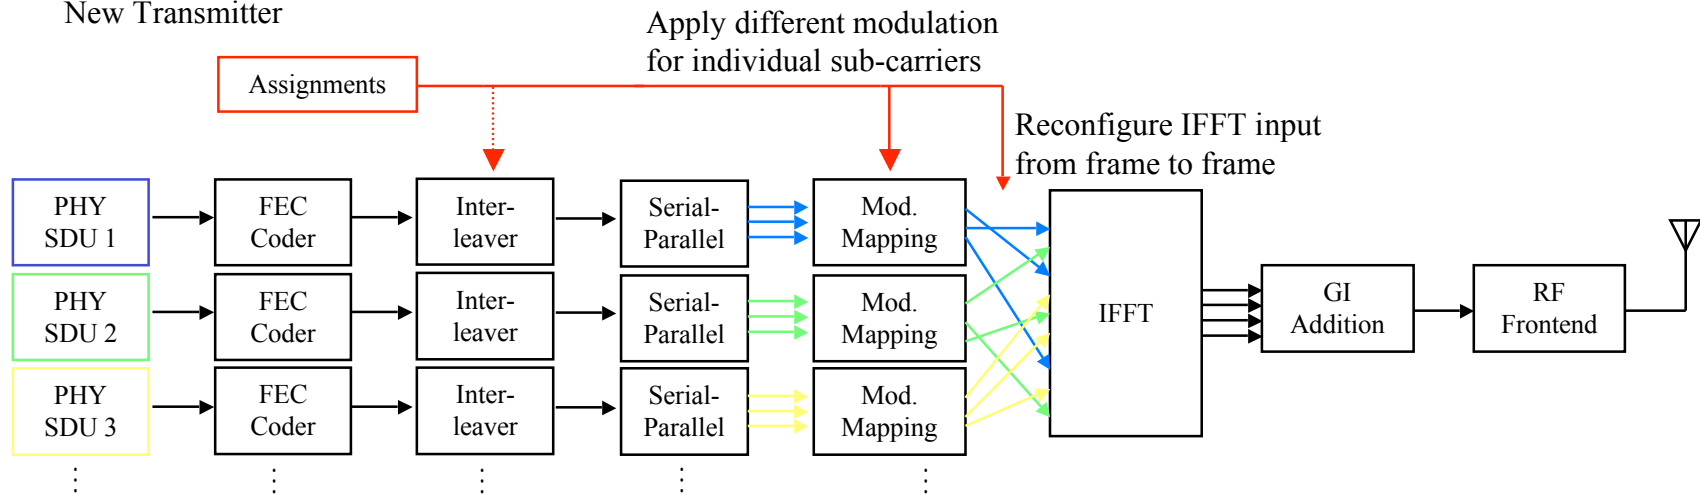 New Transmitter
Apply different modulation
for individual sub-carriers
Assignments
Reconfigure IFFT input
from frame to frame
PHY
SDU 1
FEC
Coder
Inter-
leaver
Serial-
Parallel
Mod.
Mapping
PHY
SDU 2
FEC
Coder
Inter-
leaver
Serial-
Parallel
Mod.
Mapping
PHY
SDU 3
FEC
Coder
Inter-
leaver
Serial-
Parallel
Mod.
Mapping
IFFT
GI
Addition
RF
Frontend